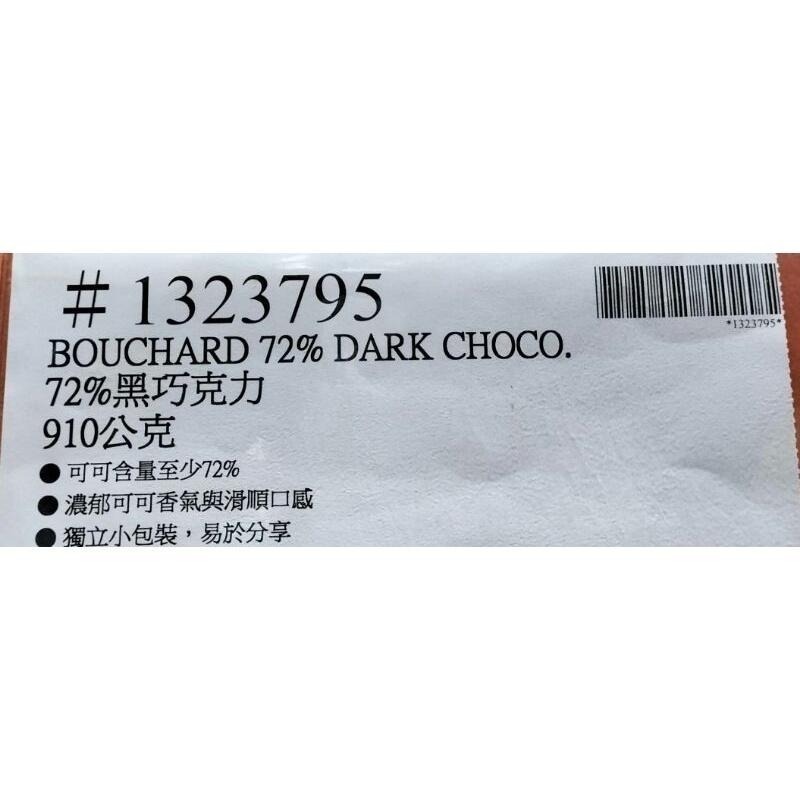 # 1323795
*1323795*
BOUCHARD 72% DARK CHOCO.
72%黑巧克力
910公克
● 可可含量至少72%
● 濃郁可可香氣與滑順口感
● 獨立小包裝，易於分享